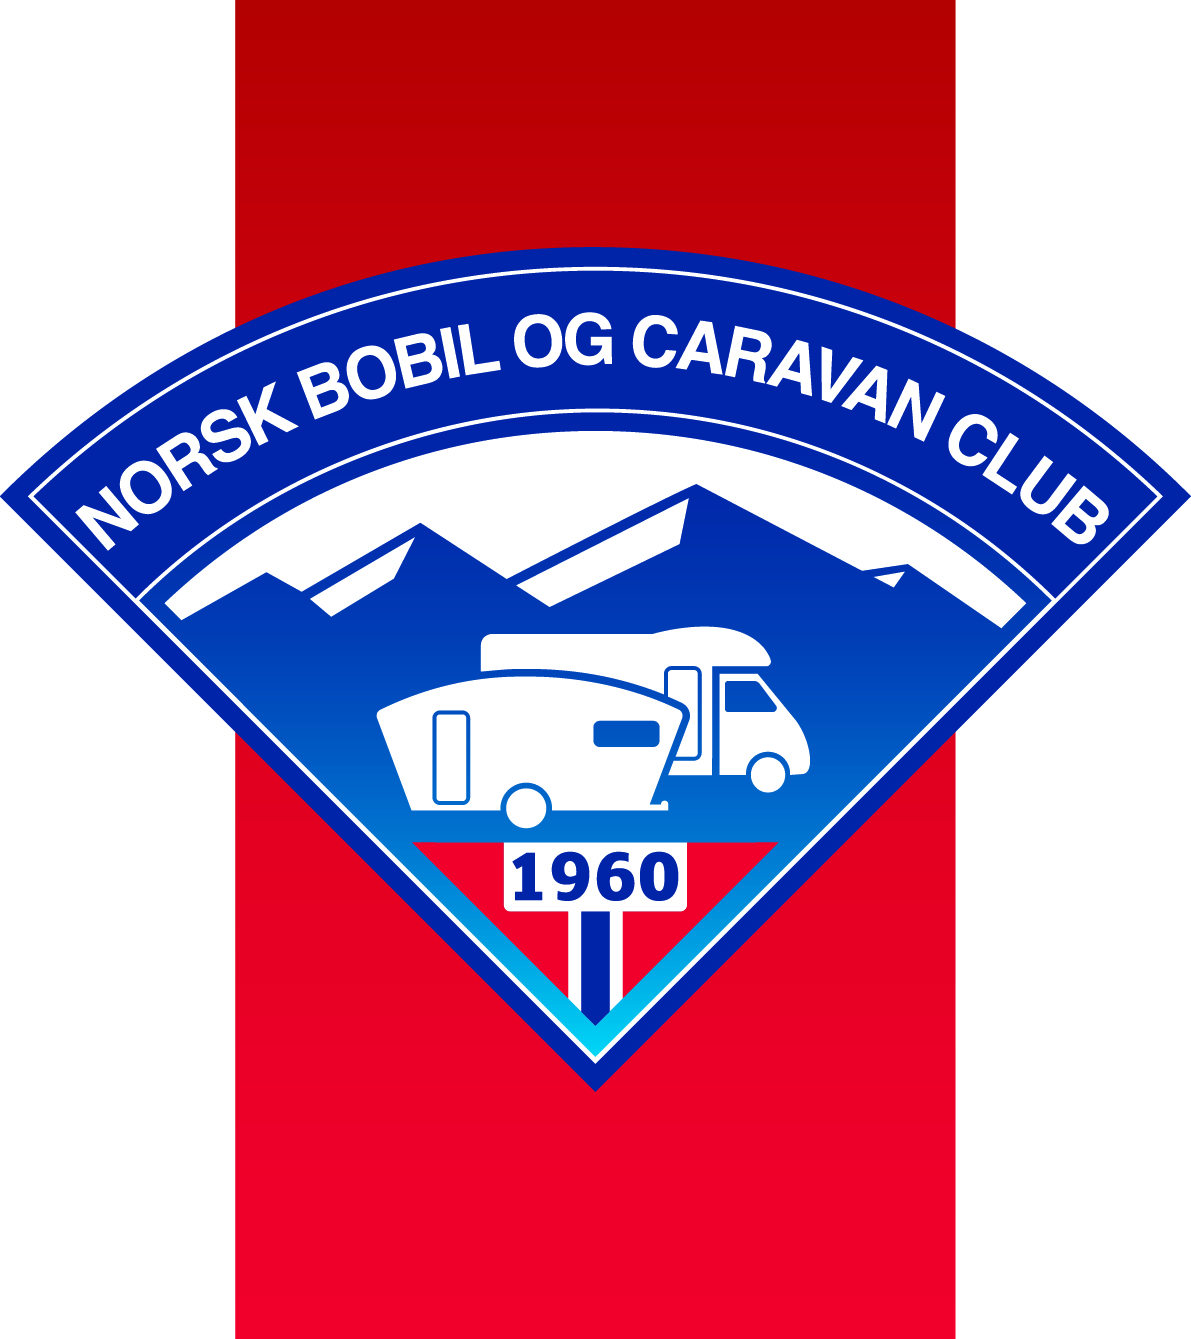 NORSK BOBIL OG CARAVAN CLUB
1960